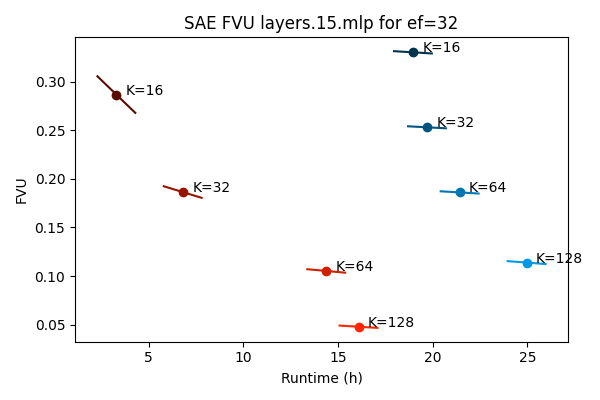 SAE FVU layers.15.mlp for ef=32
FVU
0.30
0.25
0.20
0.15
0.10
0.05
K=16
K=16
K=32
K=32
K=64
K=64
K=128
K=128
5
10
15
20
25
Runtime (h)